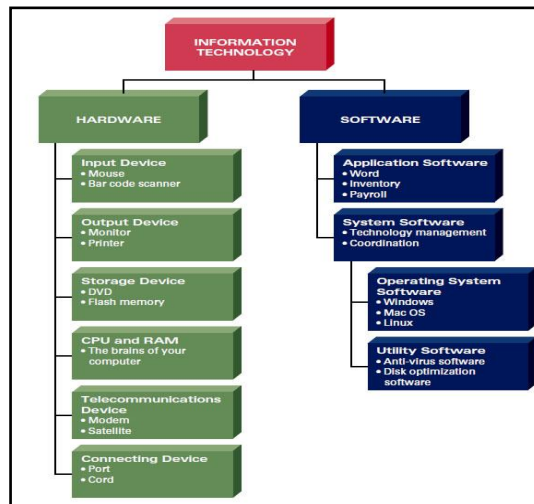 INFORMATION
TECHNOLOGY
HARDWARE
Input Device
• Mouse
• Bar code scanner
Output Device
• Monitor
• Printer
Storage Device
• DVD
• Flash memory
CPU and RAM
• The brains of your
computer
Telecommunications
Device
• Modem
• Satellite
Connecting Device
• Port
• Cord
SOFTWARE
Application Software
• Word
• Inventory
• Payroll
System Software
• Technology management
• Coordination
Operating System
Software
• Windows
• Mac OS
• Linux
Utility Software
• Anti-virus software
• Disk optimization
software